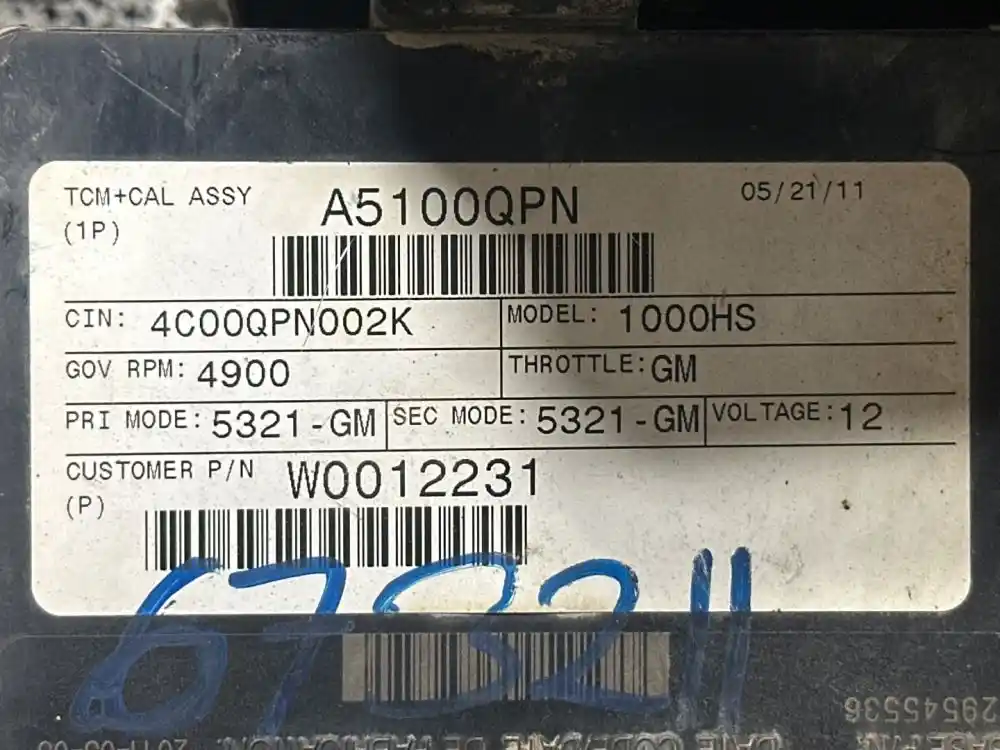 TCM+CAL ASSY A5100QPN 05/21/11
(1P)
CIN: 4C00QPN002K MODEL: 1000HS
GOV RPM: 4900 THROTTLE: GM
PRI MODE: 5321-GM SEC MODE: 5321-GM VOLTAGE: 12
CUSTOMER P/N W0012231
(P)
29545536